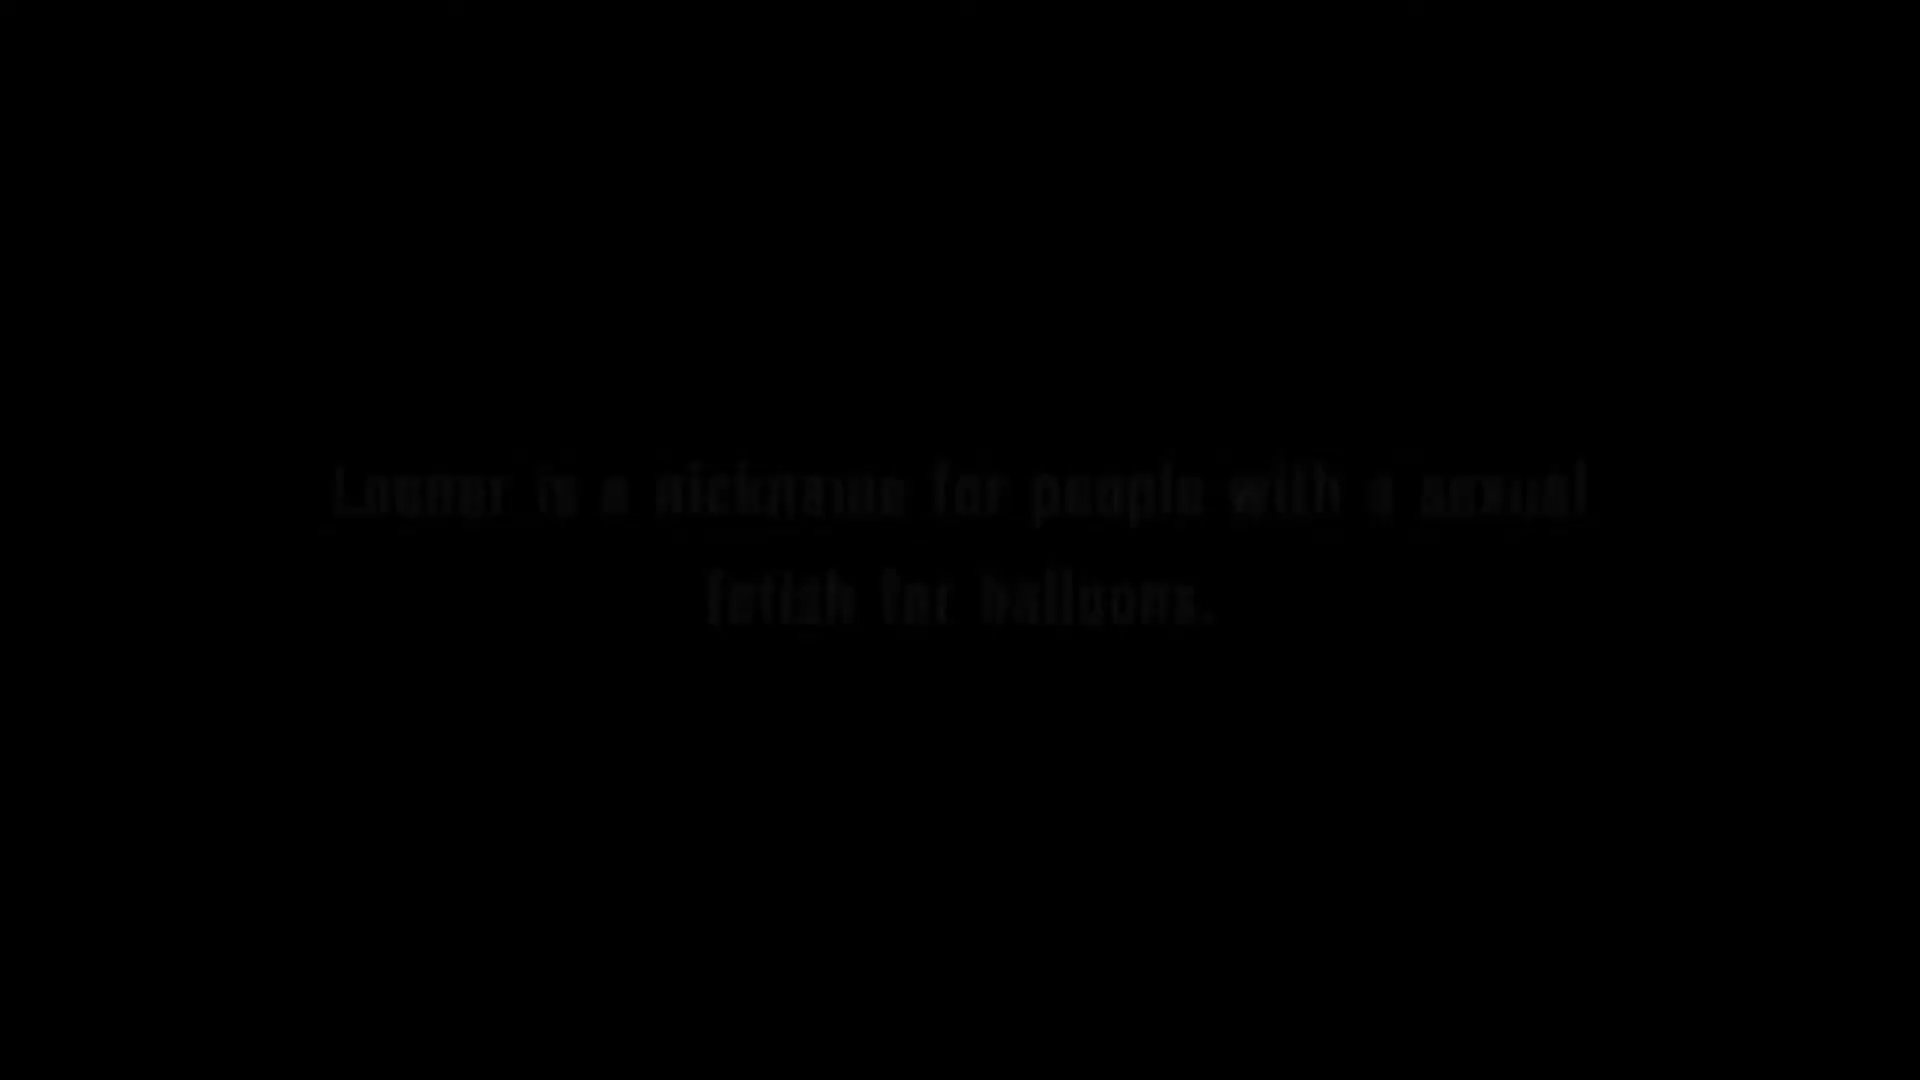 Looner is a nickname for people with a sexual
fetish for balloons.